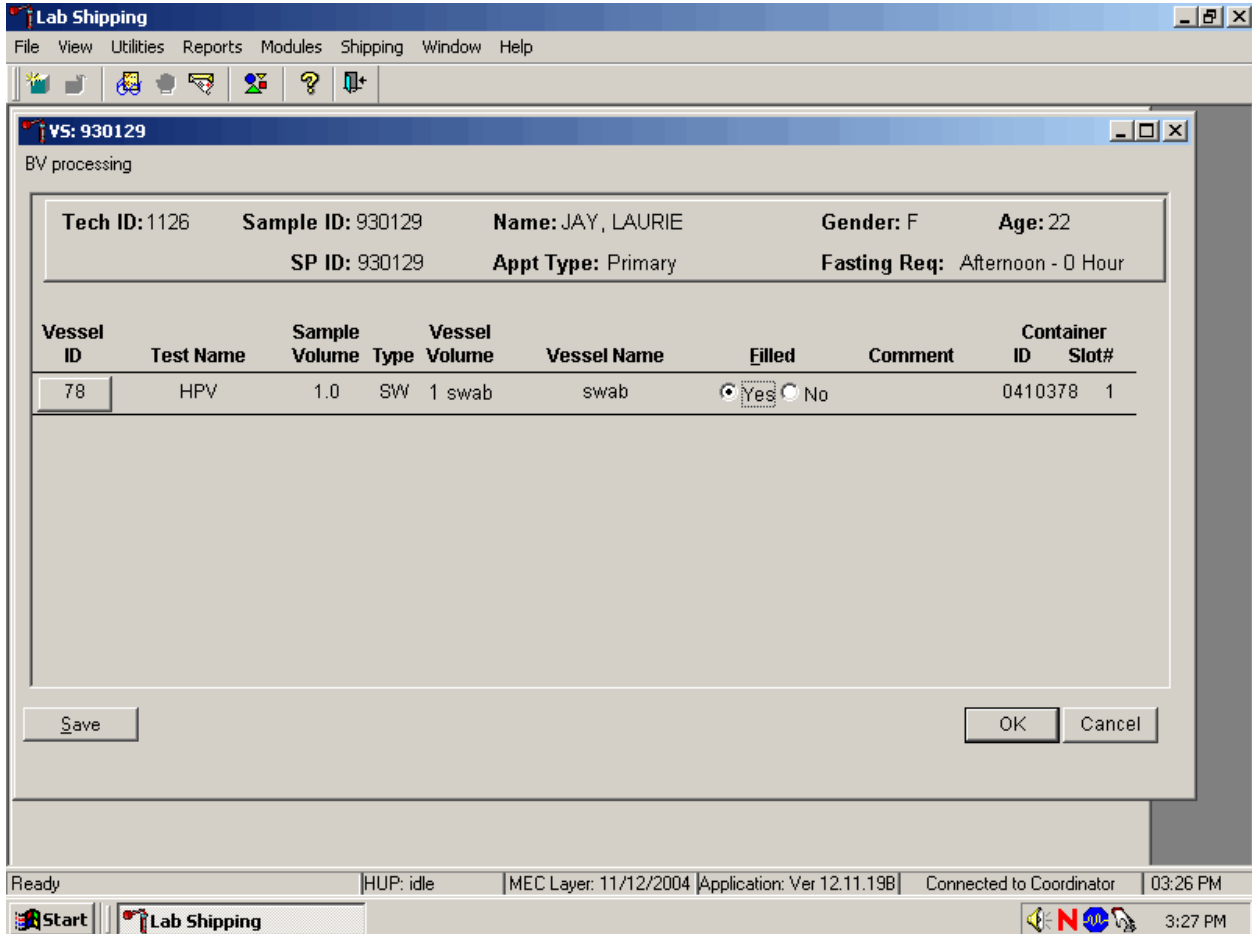 Lab Shipping
File View Utilities Reports Modules Shipping Window Help
VS: 930129
BV processing
Tech ID: 1126 Sample ID: 930129 Name: JAY, LAURIE Gender: F Age: 22
SP ID: 930129 Appt Type: Primary Fasting Req: Afternoon - 0 Hour
Vessel Sample Vessel Container
ID Test Name Volume Type Volume Vessel Name Filled Comment ID Slot#
78 HPV 1.0 SW 1 swab swab Yes No 0410378 1
Save OK Cancel
Ready HUP: idle MEC Layer: 11/12/2004 Application: Ver 12.11.19B Connected to Coordinator 03:26 PM
Start Lab Shipping N 3:27 PM